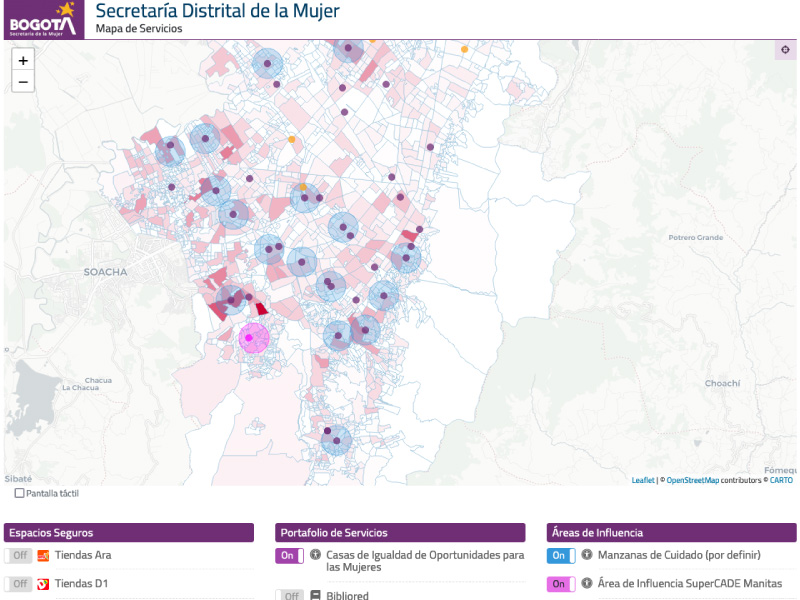 BOGOTÁ
Secretaría de la Mujer
Secretaría Distrital de la Mujer
Mapa de Servicios
+
−
Potrero Grande
SOACHA
Chacua
La Chacua
Choachí
Sibaté
Fómequ
Leaflet | © OpenStreetMap contributors © CARTO
Pantalla táctil
Espacios Seguros
Off Tiendas Ara
Off Tiendas D1
Portafolio de Servicios
On Casas de Igualdad de Oportunidades para
las Mujeres
Off Bibliored
Áreas de Influencia
On Manzanas de Cuidado (por definir)
On Área de Influencia SuperCADE Manitas